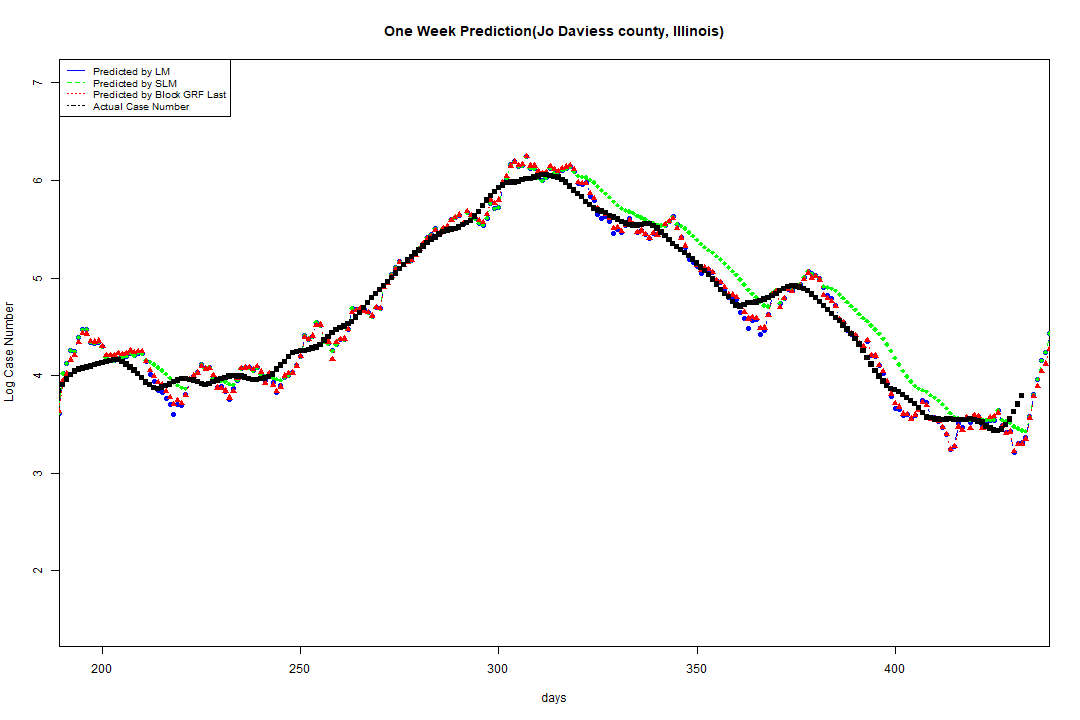 One Week Prediction(Jo Daviess county, Illinois)
Predicted by LM
Predicted by SLM
Predicted by Block GRF Last
Actual Case Number
7
6
5
4
3
2
Log Case Number
200 250 300 350 400
days